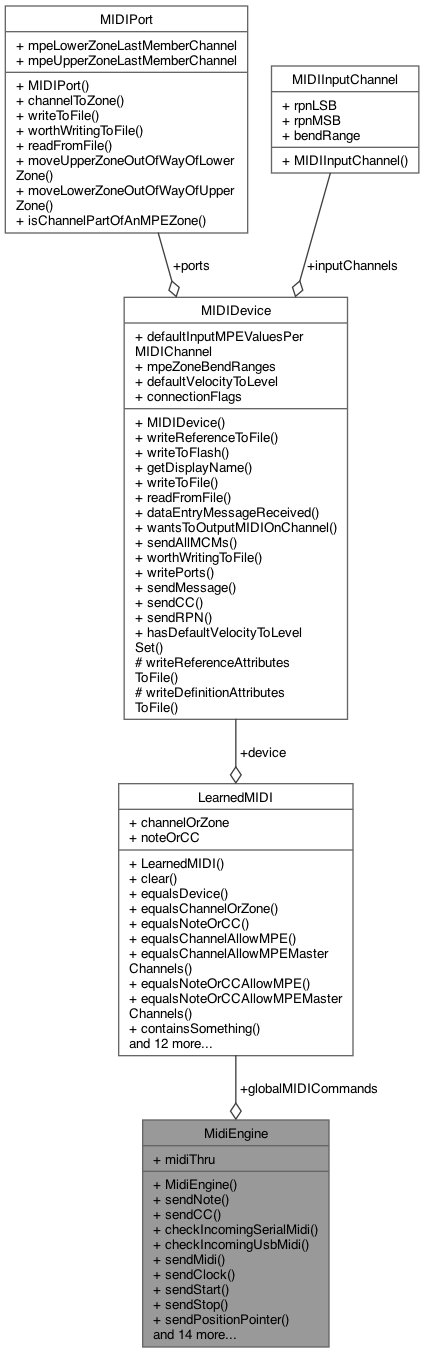 MIDIPort
+ mpeLowerZoneLastMemberChannel
+ mpeUpperZoneLastMemberChannel
+ MIDIPort()
+ channelToZone()
+ writeToFile()
+ worthWritingToFile()
+ readFromFile()
+ moveUpperZoneOutOfWayOfLower
Zone()
+ moveLowerZoneOutOfWayOfUpper
Zone()
+ isChannelPartOfAnMPEZone()
MIDIInputChannel
+ rpnLSB
+ rpnMSB
+ bendRange
+ MIDIInputChannel()
+ports
+inputChannels
MIDIDevice
+ defaultInputMPEValuesPer
MIDIChannel
+ mpeZoneBendRanges
+ defaultVelocityToLevel
+ connectionFlags
+ MIDIDevice()
+ writeReferenceToFile()
+ writeToFlash()
+ getDisplayName()
+ writeToFile()
+ readFromFile()
+ dataEntryMessageReceived()
+ wantsToOutputMIDIOnChannel()
+ sendAllMCMs()
+ worthWritingToFile()
+ writePorts()
+ sendMessage()
+ sendCC()
+ sendRPN()
+ hasDefaultVelocityToLevel
Set()
# writeReferenceAttributes
ToFile()
# writeDefinitionAttributes
ToFile()
+device
LearnedMIDI
+ channelOrZone
+ noteOrCC
+ LearnedMIDI()
+ clear()
+ equalsDevice()
+ equalsChannelOrZone()
+ equalsNoteOrCC()
+ equalsChannelAllowMPE()
+ equalsChannelAllowMPEMaster
Channels()
+ equalsNoteOrCCAllowMPE()
+ equalsNoteOrCCAllowMPEMaster
Channels()
+ containsSomething()
and 12 more...
+globalMIDICommands
MidiEngine
+ midiThru
+ MidiEngine()
+ sendNote()
+ sendCC()
+ checkIncomingSerialMidi()
+ checkIncomingUsbMidi()
+ sendMidi()
+ sendClock()
+ sendStart()
+ sendStop()
+ sendPositionPointer()
and 14 more...